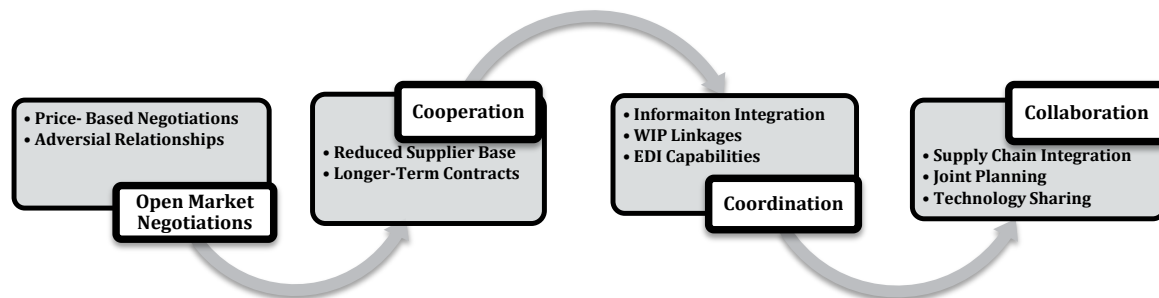 • Price- Based Negotiations
• Adversial Relationships
Open Market
Negotiations
Cooperation
• Reduced Supplier Base
• Longer-Term Contracts
• Informaiton Integration
• WIP Linkages
• EDI Capabilities
Coordination
Collaboration
• Supply Chain Integration
• Joint Planning
• Technology Sharing